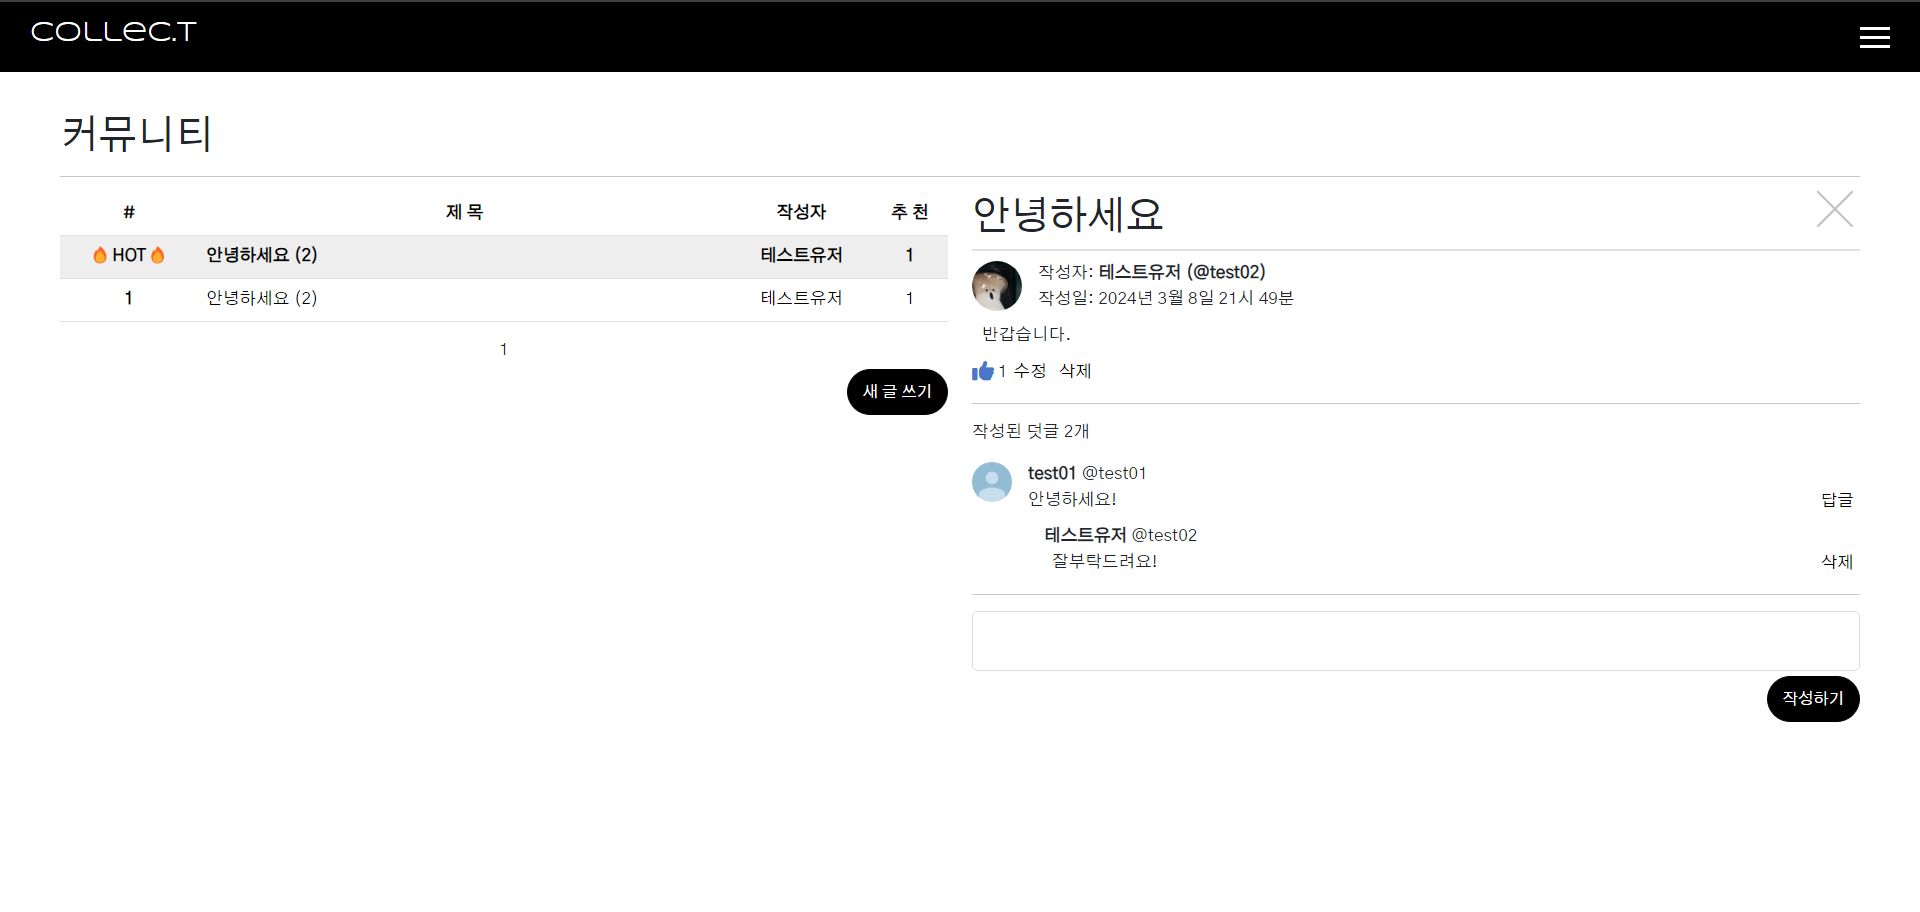 collec.T
커뮤니티
# 제 목 작성자 추 천
🔥 HOT 🔥 안녕하세요 (2) 테스트유저 1
1 안녕하세요 (2) 테스트유저 1
1
새 글 쓰기
안녕하세요
작성자: 테스트유저 (@test02)
작성일: 2024년 3월 8일 21시 49분
반갑습니다.
1 수정 삭제
작성된 덧글 2개
test01 @test01
안녕하세요!
답글
테스트유저 @test02
잘부탁드려요!
삭제
작성하기